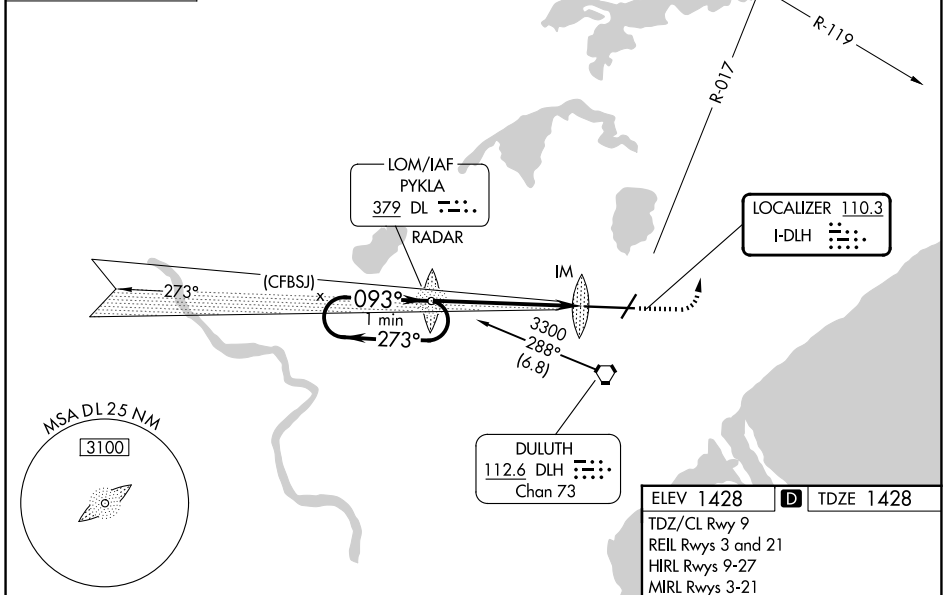 R-119
R-017
LOM/IAF
PYKLA
379 DL
RADAR
LOCALIZER 110.3
I-DLH
IM
(CFBSJ)
273°
x
093°
1 min
273°
3300
288°
(6.8)
MSA DL 25 NM
3100
DULUTH
112.6 DLH
Chan 73
ELEV 1428 D TDZE 1428
TDZ/CL Rwy 9
REIL Rwys 3 and 21
HIRL Rwys 9-27
MIRL Rwys 3-21